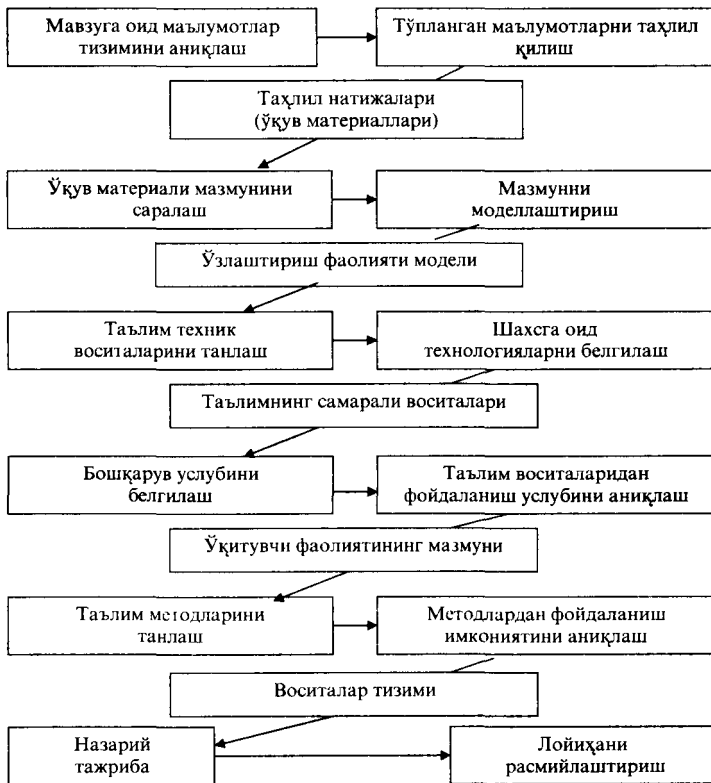 Мавзуга оид маълумотлар
тизимини аниқлаш
Тўпланган маълумотларни таҳлил
қилиш
Таҳлил натижалари
(ўқув материаллари)
Ўқув материали мазмунини
саралаш
Мазмунни
моделлаштириш
Ўзлаштириш фаолияти модели
Таълим техник
воситаларини танлаш
Шахсга оид
технологияларни белгилаш
Таълимнинг самарали воситалари
Бошқарув услубини
белгилаш
Таълим воситаларидан
фойдаланиш услубини аниқлаш
Ўқитувчи фаолиятининг мазмуни
Таълим методларини
танлаш
Методлардан фойдаланиш
имкониятини аниқлаш
Воситалар тизими
Назарий
тажриба
Лойиҳани
расмийлаштириш